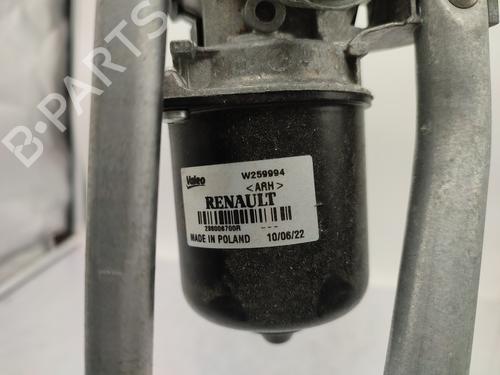 B-PARTS
Valeo W259994
<ARH>
RENAULT
288006700R ---
MADE IN POLAND 10/06/22